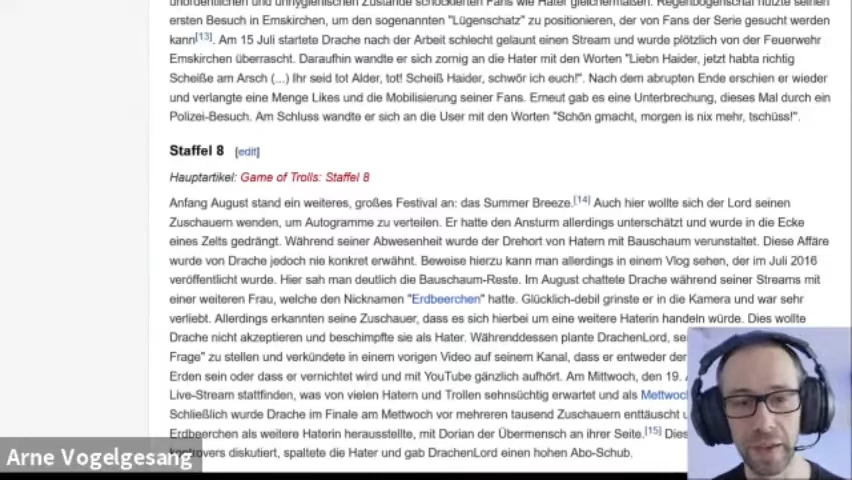 unordentlichen und unhygienischen Zustände schockierten Fans wie Hater gleichermaßen. Regenbogenschaf nutzte seinen
ersten Besuch in Emskirchen, um den sogenannten "Lügenschatz" zu positionieren, der von Fans der Serie gesucht werden
kann[13]. Am 15 Juli startete Drache nach der Arbeit schlecht gelaunt einen Stream und wurde plötzlich von der Feuerwehr
Emskirchen überrascht. Daraufhin wandte er sich zornig an die Hater mit den Worten "Liebn Haider, jetzt habta richtig
Scheiße am Arsch (...) Ihr seid tot Alder, tot! Scheiß Haider, schwör ich euch!". Nach dem abrupten Ende erschien er wieder
und verlangte eine Menge Likes und die Mobilisierung seiner Fans. Erneut gab es eine Unterbrechung, dieses Mal durch ein
Polizei-Besuch. Am Schluss wandte er sich an die User mit den Worten "Schön gmacht, morgen is nix mehr, tschüss!".
Staffel 8 [edit]
Hauptartikel: Game of Trolls: Staffel 8
Anfang August stand ein weiteres, großes Festival an: das Summer Breeze.[14] Auch hier wollte sich der Lord seinen
Zuschauern wenden, um Autogramme zu verteilen. Er hatte den Ansturm allerdings unterschätzt und wurde in die Ecke
eines Zelts gedrängt. Während seiner Abwesenheit wurde der Drehort von Hatern mit Bauschaum verunstaltet. Diese Affäre
wurde von Drache jedoch nie konkret erwähnt. Beweise hierzu kann man allerdings in einem Vlog sehen, der im Juli 2016
veröffentlicht wurde. Hier sah man deutlich die Bauschaum-Reste. Im August chattete Drache während seiner Streams mit
einer weiteren Frau, welche den Nicknamen "Erdbeerchen" hatte. Glücklich-debil grinste er in die Kamera und war sehr
verliebt. Allerdings erkannten seine Zuschauer, dass es sich hierbei um eine weitere Haterin handeln würde. Dies wollte
Drache nicht akzeptieren und beschimpfte sie als Hater. Währenddessen plante DrachenLord,
Frage" zu stellen und verkündete in einem vorigen Video auf seinem Kanal, dass er entweder der
Erden sein oder dass er vernichtet wird und mit YouTube gänzlich aufhört. Am Mittwoch, den 19.
Live-Stream stattfinden, was von vielen Hatern und Trollen sehnsüchtig erwartet und als Mittwoch
Schließlich wurde Drache im Finale am Mettwoch vor mehreren tausend Zuschauern enttäuscht
Erdbeerchen als weitere Haterin herausstellte, mit Dorian der Übermensch an ihrer Seite.[15]
kontrovers diskutiert, spaltete die Hater und gab DrachenLord einen hohen Abo-Schub.
Arne Vogelgesang